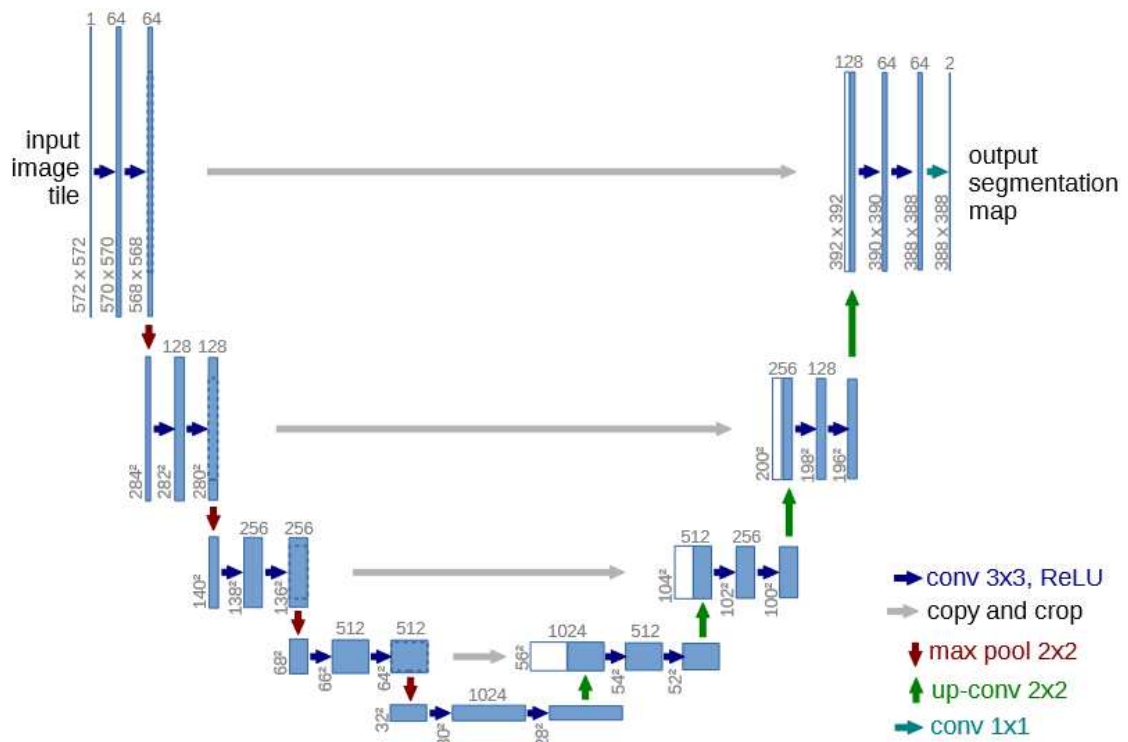 1 64 64
input
image
tile
572 x 572
570 x 570
568 x 568
128 64 64 2
output
segmentation
map
392 x 392
390 x 390
388 x 388
388 x 388
128 128
284²
282²
280²
256 128
200²
198²
196²
256 256
140²
138²
136²
512 256
104²
102²
100²
512 512
68²
66²
64²
1024 512
56²
54²
52²
1024
32²
conv 3x3, ReLU
copy and crop
max pool 2x2
up-conv 2x2
conv 1x1